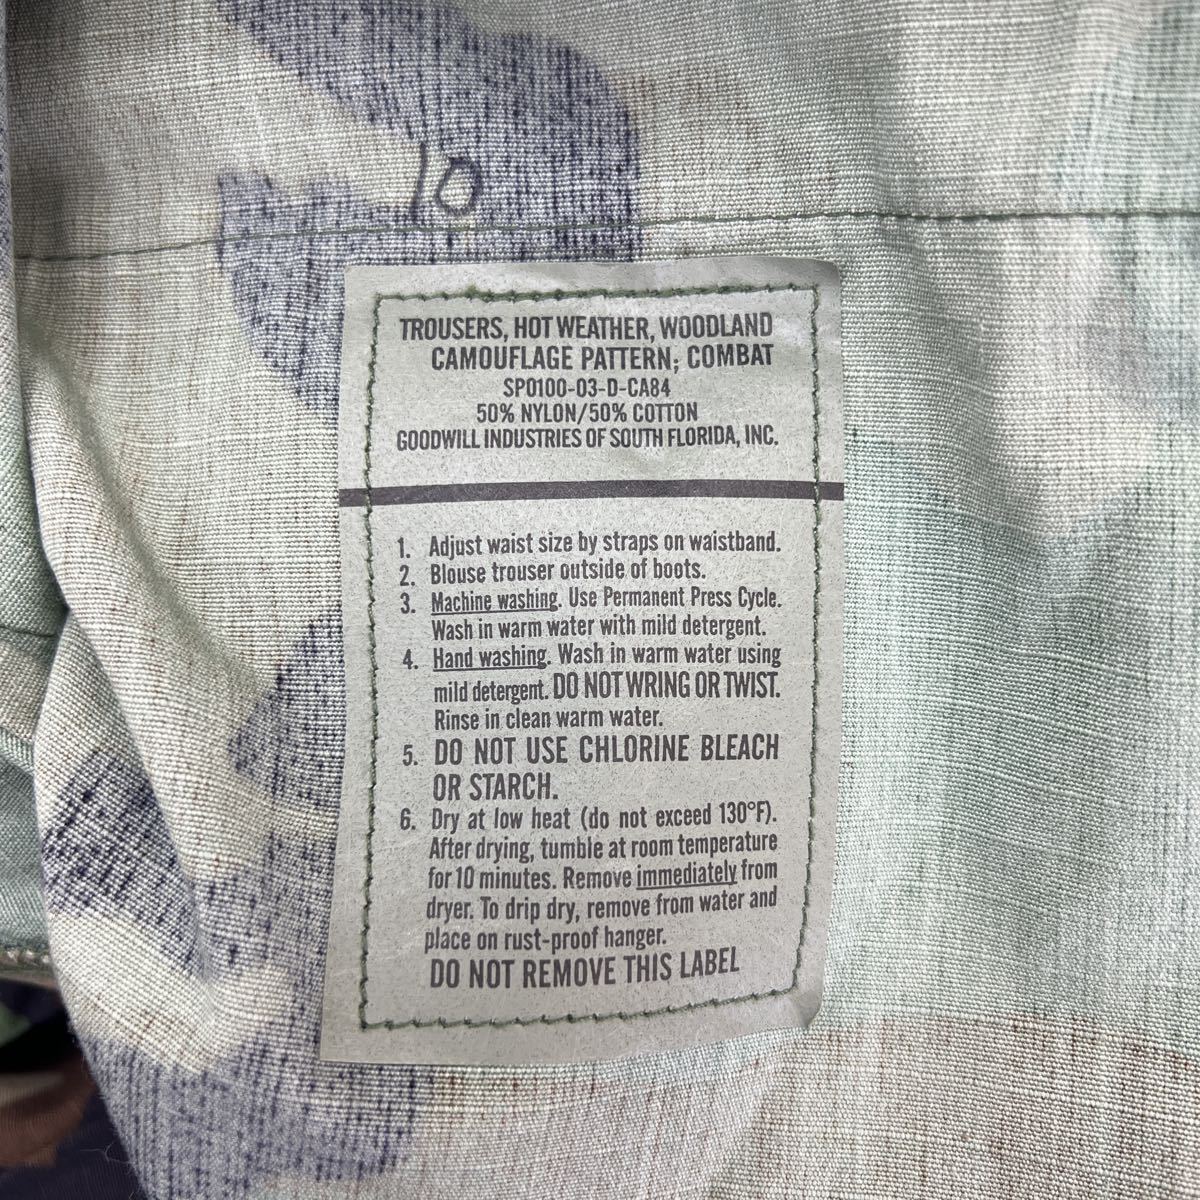 10
TROUSERS, HOT WEATHER, WOODLAND
CAMOUFLAGE PATTERN; COMBAT
SPO100-03-D-CA84
50% NYLON/50% COTTON
GOODWILL INDUSTRIES OF SOUTH FLORIDA, INC.
1. Adjust waist size by straps on waistband.
2. Blouse trouser outside of boots.
3. Machine washing. Use Permanent Press Cycle.
Wash in warm water with mild detergent.
4. Hand washing. Wash in warm water using
mild detergent. DO NOT WRING OR TWIST.
Rinse in clean warm water.
5. DO NOT USE CHLORINE BLEACH
OR STARCH.
6. Dry at low heat (do not exceed 130°F).
After drying, tumble at room temperature
for 10 minutes. Remove immediately from
dryer. To drip dry, remove from water and
place on rust-proof hanger.
DO NOT REMOVE THIS LABEL